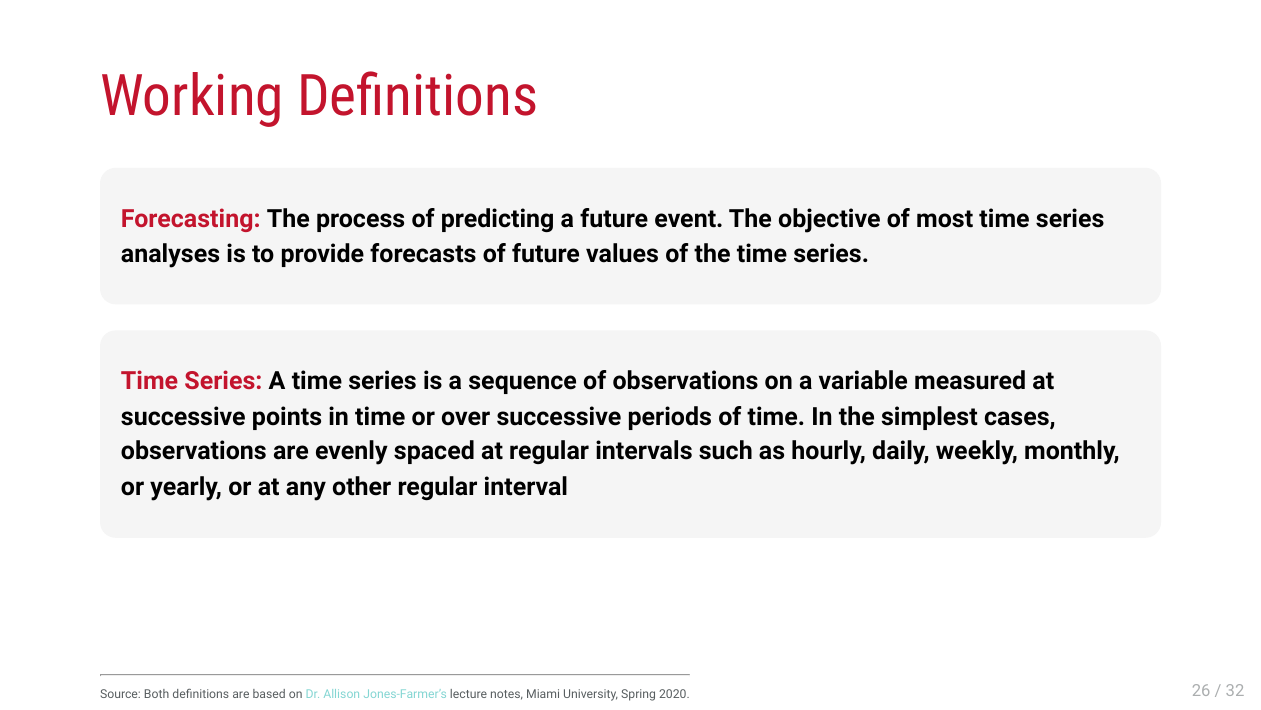 Working Definitions
Forecasting: The process of predicting a future event. The objective of most time series
analyses is to provide forecasts of future values of the time series.
Time Series: A time series is a sequence of observations on a variable measured at
successive points in time or over successive periods of time. In the simplest cases,
observations are evenly spaced at regular intervals such as hourly, daily, weekly, monthly,
or yearly, or at any other regular interval
Source: Both definitions are based on Dr. Allison Jones-Farmer's lecture notes, Miami University, Spring 2020.
26 / 32